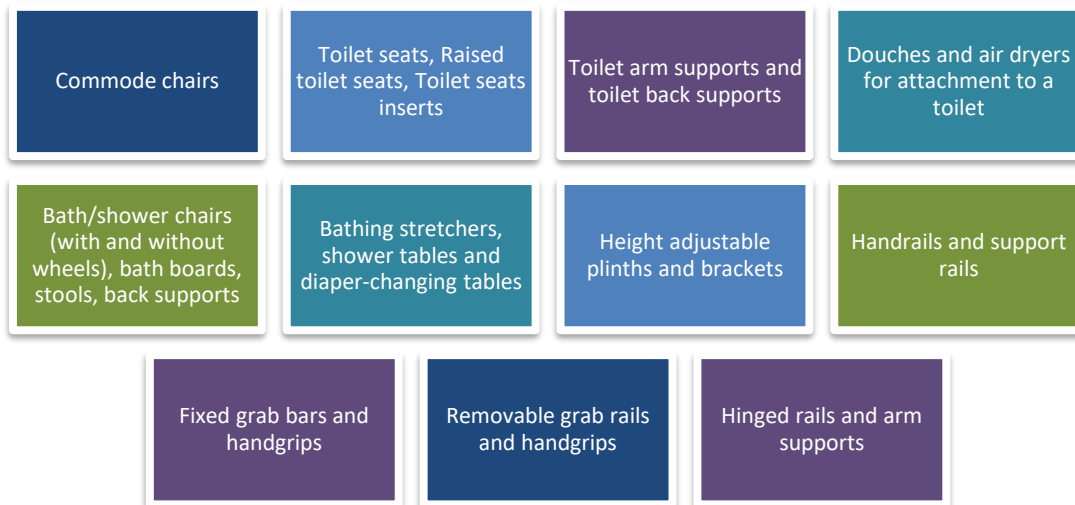 Commode chairs
Toilet seats, Raised
toilet seats, Toilet seats
inserts
Toilet arm supports and
toilet back supports
Douches and air dryers
for attachment to a
toilet
Bath/shower chairs
(with and without
wheels), bath boards,
stools, back supports
Bathing stretchers,
shower tables and
diaper-changing tables
Height adjustable
plinths and brackets
Handrails and support
rails
Fixed grab bars and
handgrips
Removable grab rails
and handgrips
Hinged rails and arm
supports